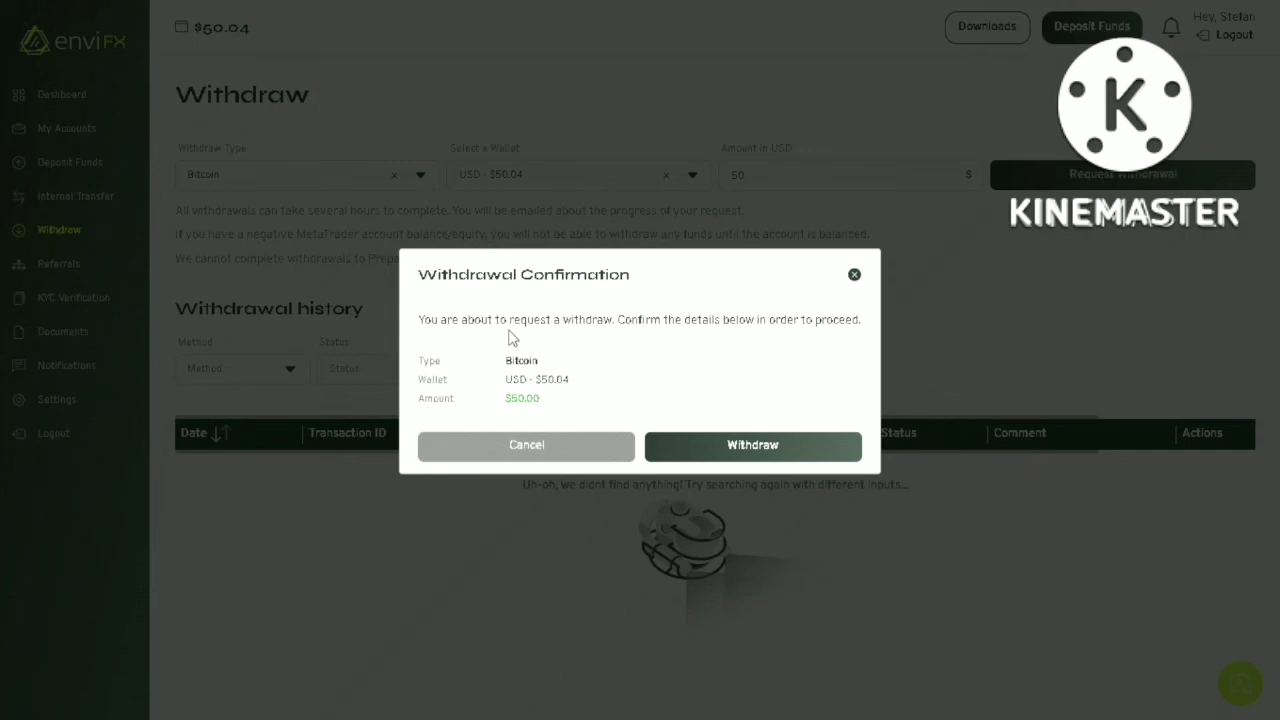 enviFX
$50.04
Downloads
Deposit Funds
Hey, Stefan
Logout
K
KINEMASTER
Dashboard
My Accounts
Deposit Funds
Internal Transfer
Withdraw
Referrals
KYC Verification
Documents
Notifications
Settings
Logout
Withdraw
Withdraw Type
Select a Wallet
Amount in USD
Bitcoin
USD - $50.04
50
$
Request Withdrawal
All withdrawals can take several hours to complete. You will be emailed about the progress of your request.
If you have a negative MetaTrader account balance/equity, you will not be able to withdraw any funds until the account is balanced.
We cannot complete withdrawals to
Withdrawal history
Method
Status
Method
Status
Date
Transaction ID
Status
Comment
Actions
Uh-oh, we didnt find anything! Try searching again with different inputs...
Withdrawal Confirmation
You are about to request a withdraw. Confirm the details below in order to proceed.
Type
Bitcoin
Wallet
USD - $50.04
Amount
$50.00
Cancel
Withdraw